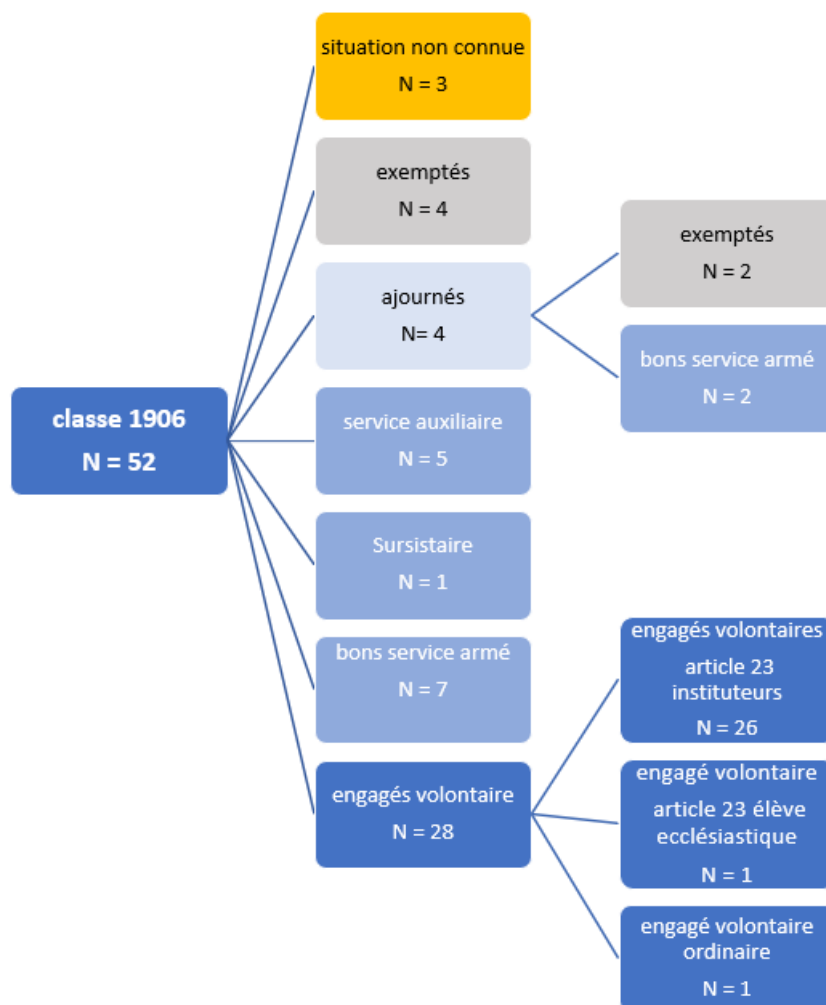 situation non connue
N = 3
exemptés
N = 4
exemptés
N = 2
ajournés
N= 4
bons service armé
N = 2
classe 1906
N = 52
service auxiliaire
N = 5
Sursistaire
N = 1
bons service armé
N = 7
engagés volontaires
article 23
instituteurs
N = 26
engagés volontaire
N = 28
engagé volontaire
article 23 élève
ecclésiastique
N = 1
engagé volontaire
ordinaire
N = 1